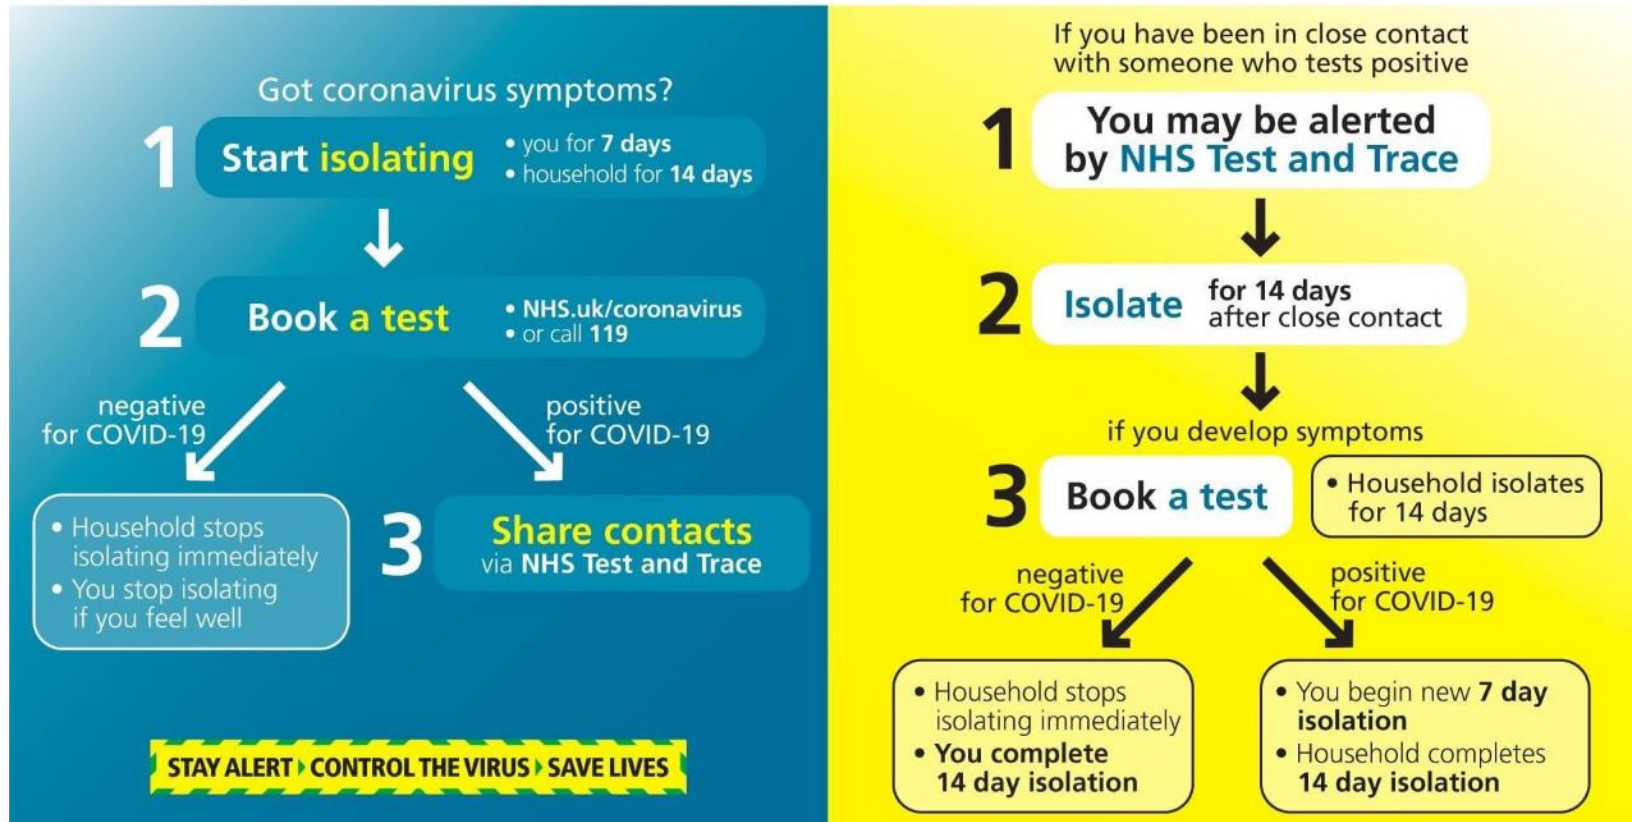 Got coronavirus symptoms?
1
Start isolating
• you for 7 days
• household for 14 days
2
Book a test
• NHS.uk/coronavirus
• or call 119
negative
for COVID-19
positive
for COVID-19
• Household stops
isolating immediately
• You stop isolating
if you feel well
3
Share contacts
via NHS Test and Trace
STAY ALERT CONTROL THE VIRUS SAVE LIVES
If you have been in close contact
with someone who tests positive
1
You may be alerted
by NHS Test and Trace
2
Isolate
for 14 days
after close contact
if you develop symptoms
3
Book a test
• Household isolates
for 14 days
negative
for COVID-19
positive
for COVID-19
• Household stops
isolating immediately
• You complete
14 day isolation
• You begin new 7 day
isolation
• Household completes
14 day isolation